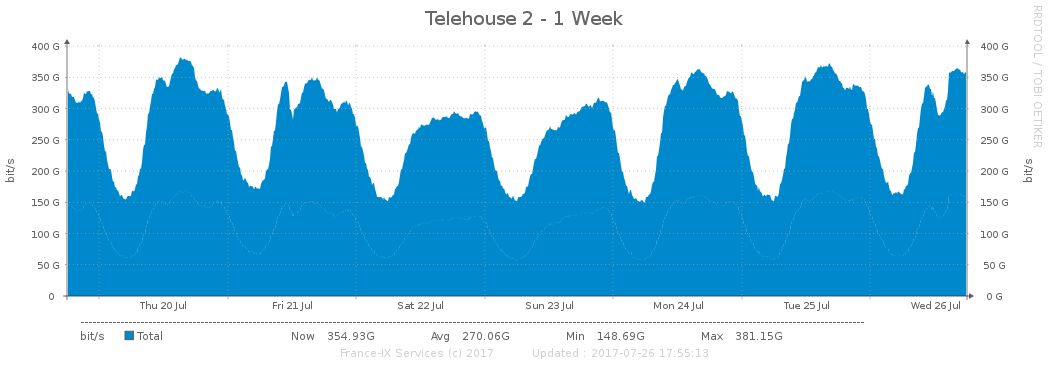 Telehouse 2 - 1 Week
RRDTOOL / TOBI OETIKER
400 G 400 G
350 G 350 G
300 G 300 G
250 G 250 G
200 G 200 G
150 G 150 G
100 G 100 G
50 G 50 G
0 0 G
bit/s bit/s
Thu 20 Jul Fri 21 Jul Sat 22 Jul Sun 23 Jul Mon 24 Jul Tue 25 Jul Wed 26 Jul
bit/s Total Now 354.93G Avg 270.06G Min 148.69G Max 381.15G
France-IX Services (c) 2017 Updated : 2017-07-26 17:55:13